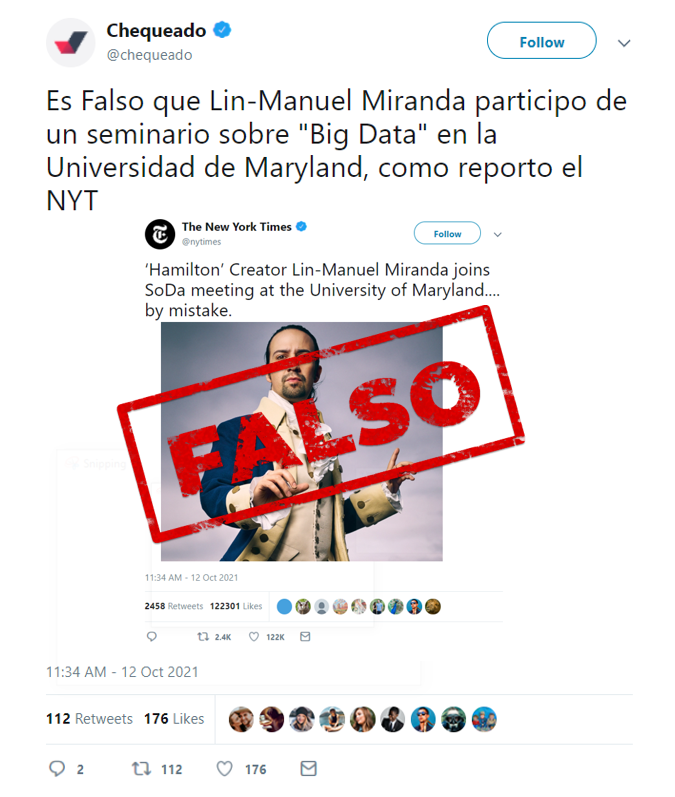 Chequeado
@chequeado
Follow
Es Falso que Lin-Manuel Miranda participo de
un seminario sobre "Big Data" en la
Universidad de Maryland, como reporto el
NYT
The New York Times
@nytimes
Follow
‘Hamilton’ Creator Lin-Manuel Miranda joins
SoDa meeting at the University of Maryland....
by mistake.
FALSO
11:34 AM - 12 Oct 2021
2458 Retweets 122301 Likes
2.4K 122K
11:34 AM - 12 Oct 2021
112 Retweets 176 Likes
2 112 176